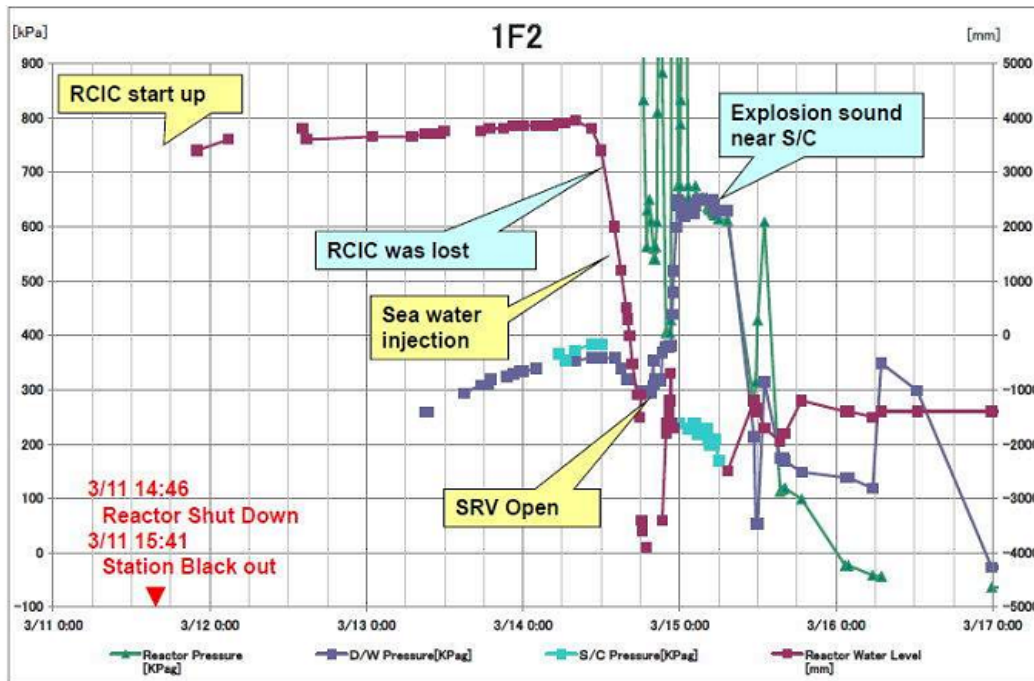 1F2
[kPa]
[mm]
900
800
700
600
500
400
300
200
100
0
-100
5000
4000
3000
2000
1000
0
-1000
-2000
-3000
-4000
-5000
RCIC start up
Explosion sound
near S/C
RCIC was lost
Sea water
injection
SRV Open
3/11 14:46
Reactor Shut Down
3/11 15:41
Station Black out
3/11 0:00
3/12 0:00
3/13 0:00
3/14 0:00
3/15 0:00
3/16 0:00
3/17 0:00
Reactor Pressure
[KPag]
D/W Pressure[KPag]
S/C Pressure[KPag]
Reactor Water Level
[mm]